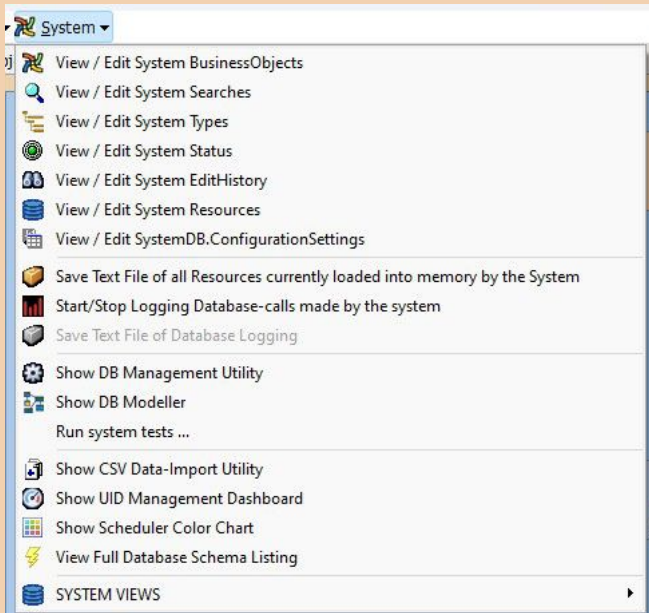 System
View / Edit System BusinessObjects
View / Edit System Searches
View / Edit System Types
View / Edit System Status
View / Edit System EditHistory
View / Edit System Resources
View / Edit SystemDB.ConfigurationSettings
Save Text File of all Resources currently loaded into memory by the System
Start/Stop Logging Database-calls made by the system
Save Text File of Database Logging
Show DB Management Utility
Show DB Modeller
Run system tests ...
Show CSV Data-Import Utility
Show UID Management Dashboard
Show Scheduler Color Chart
View Full Database Schema Listing
SYSTEM VIEWS